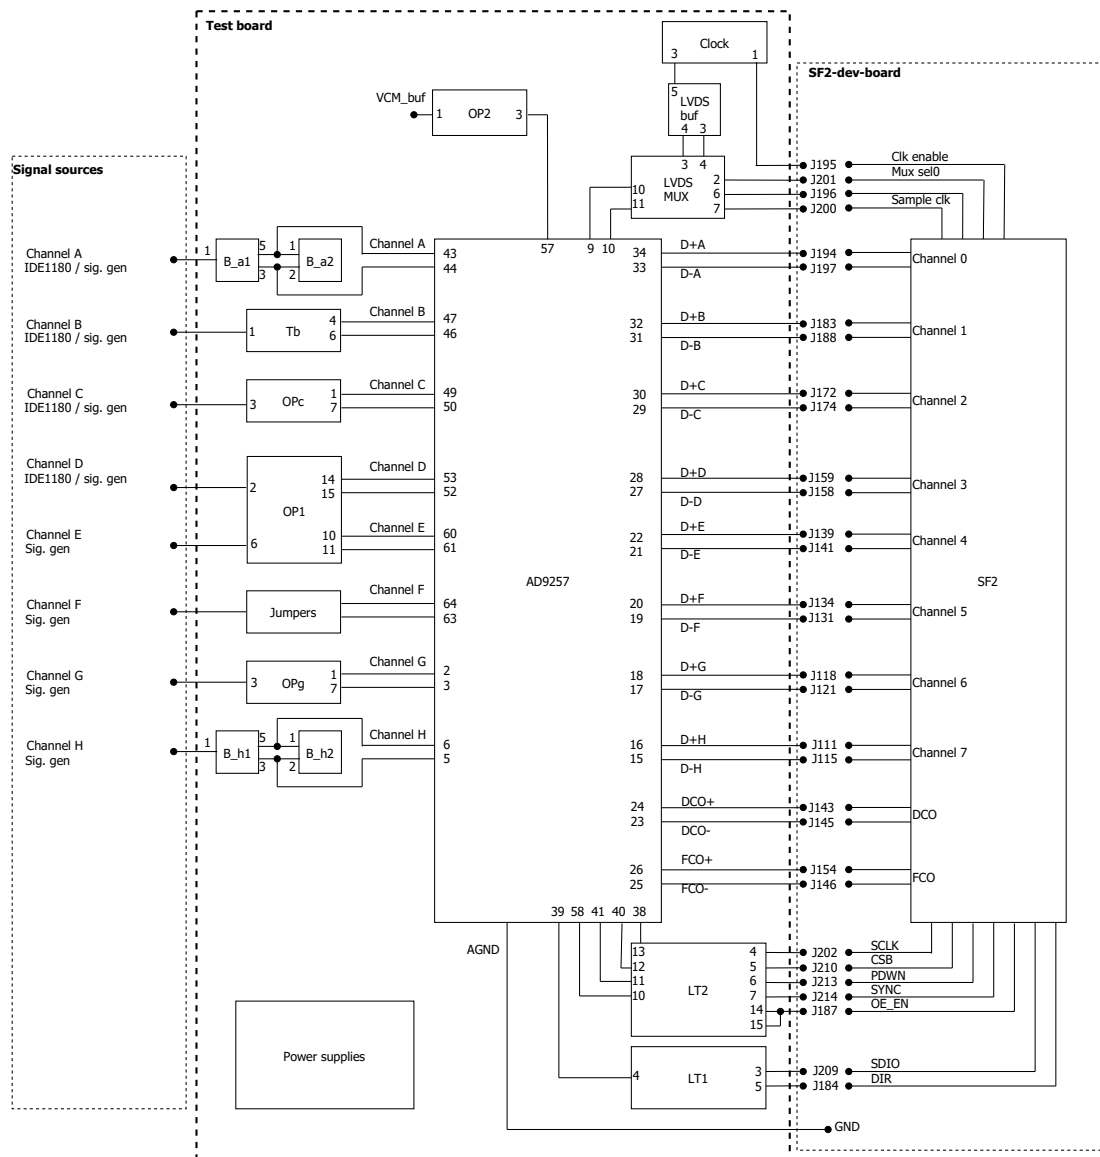 Test board
Clock
3 1
SF2-dev-board
5
LVDS
buf
4 3
VCM_buf
1 OP2 3
Signal sources
3 4
LVDS
MUX
10
11
2
6
7
J195 Clk enable
J201 Mux sel0
J196
J200 Sample clk
Channel A
IDE1180 / sig. gen
1 B_a1 5 3
1 2 B_a2
Channel A
43
44
57 9 10
34 D+A J194
33 D-A J197
Channel 0
Channel B
IDE1180 / sig. gen
1 Tb 4 6
Channel B
47
46
32 D+B J183
31 D-B J188
Channel 1
Channel C
IDE1180 / sig. gen
3 OPc 1 7
Channel C
49
50
30 D+C J172
29 D-C J174
Channel 2
Channel D
IDE1180 / sig. gen
2 14 15
Channel D
53
52
28 D+D J159
27 D-D J158
Channel 3
OP1
Channel E
Sig. gen
6 10 11
Channel E
60
61
22 D+E J139
21 D-E J141
Channel 4
AD9257
SF2
Channel F
Sig. gen
Jumpers
Channel F
64
63
20 D+F J134
19 D-F J131
Channel 5
Channel G
Sig. gen
3 OPg 1 7
Channel G
2
3
18 D+G J118
17 D-G J121
Channel 6
Channel H
Sig. gen
1 B_h1 5 3
1 2 B_h2
Channel H
6
5
16 D+H J111
15 D-H J115
Channel 7
24 DCO+ J143
23 DCO- J145
DCO
26 FCO+ J154
25 FCO- J146
FCO
39 58 41 40 38
AGND
13
12
11
10
LT2
4 J202 SCLK
5 J210 CSB
6 J213 PDWN
7 J214 SYNC
14 J187 OE_EN
15
Power supplies
4 LT1
3 J209 SDIO
5 J184 DIR
GND